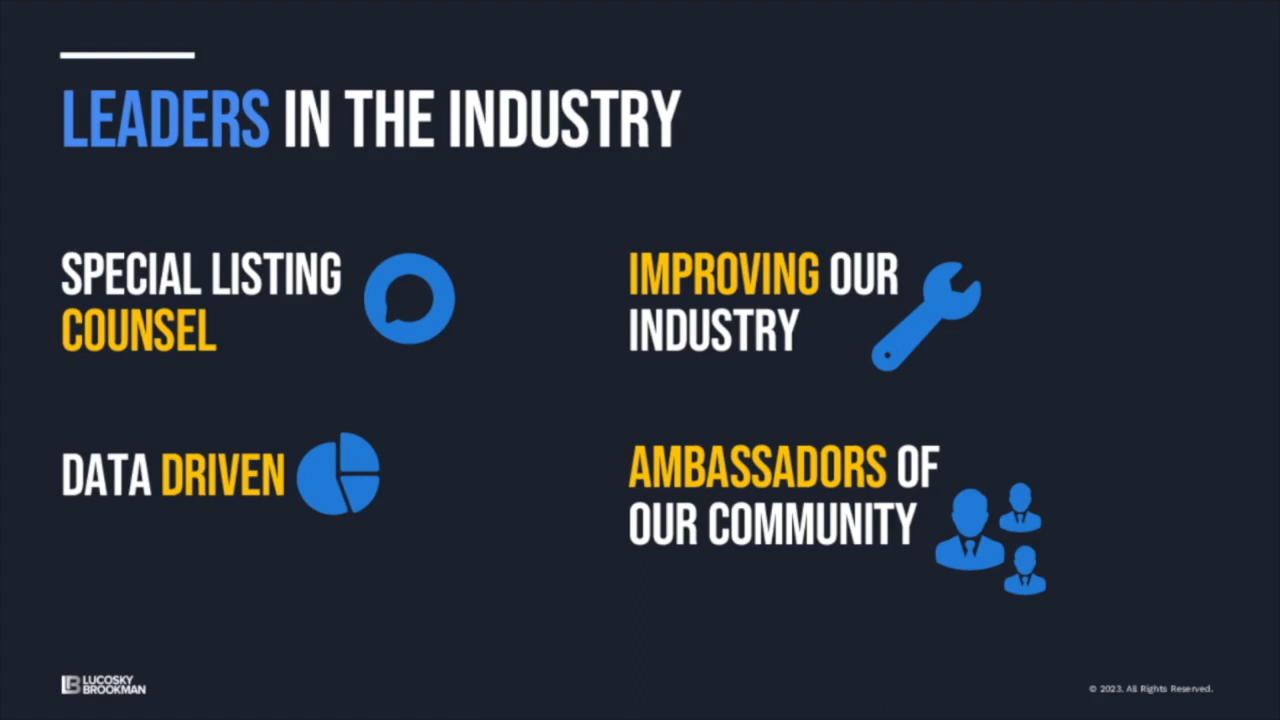 LEADERS IN THE INDUSTRY
SPECIAL LISTING
COUNSEL
IMPROVING OUR
INDUSTRY
DATA DRIVEN
AMBASSADORS OF
OUR COMMUNITY
LB LUCOSKY
BROOKMAN
© 2023. All Rights Reserved.